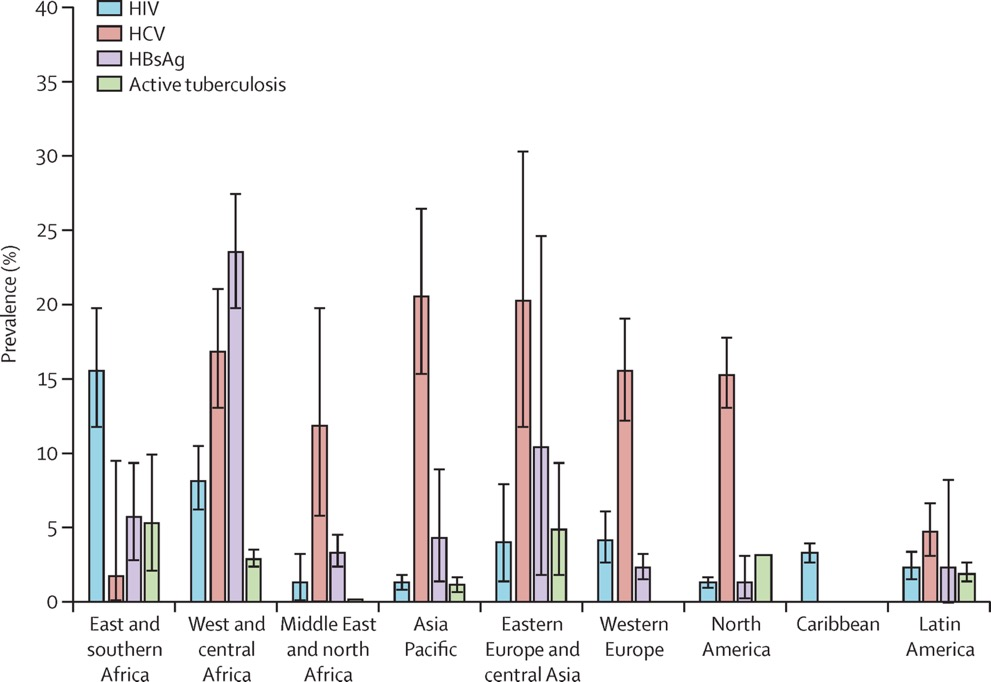 40
35
30
25
20
15
10
5
0
Prevalence (%)
HIV
HCV
HBsAg
Active tuberculosis
East and
southern
Africa
West and
central
Africa
Middle East
and north
Africa
Asia
Pacific
Eastern
Europe and
central Asia
Western
Europe
North
America
Caribbean
Latin
America